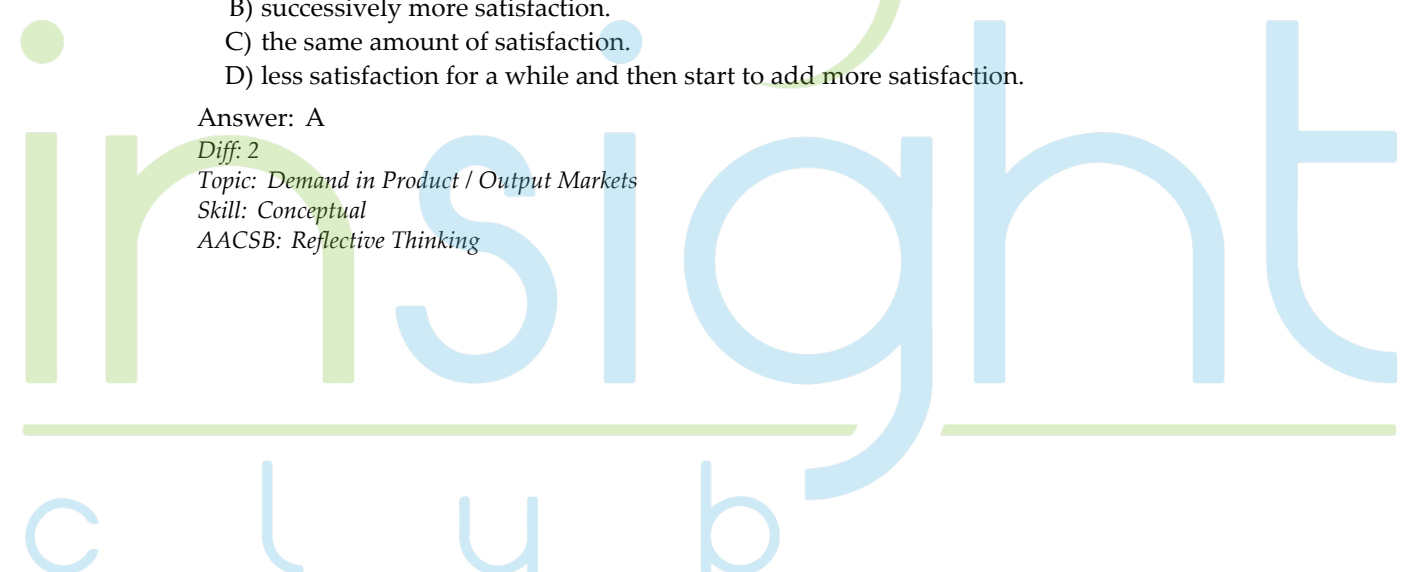 B) successively more satisfaction.
C) the same amount of satisfaction.
D) less satisfaction for a while and then start to add more satisfaction.
Answer: A
Diff: 2
Topic: Demand in Product / Output Markets
Skill: Conceptual
AACSB: Reflective Thinking
insight
club